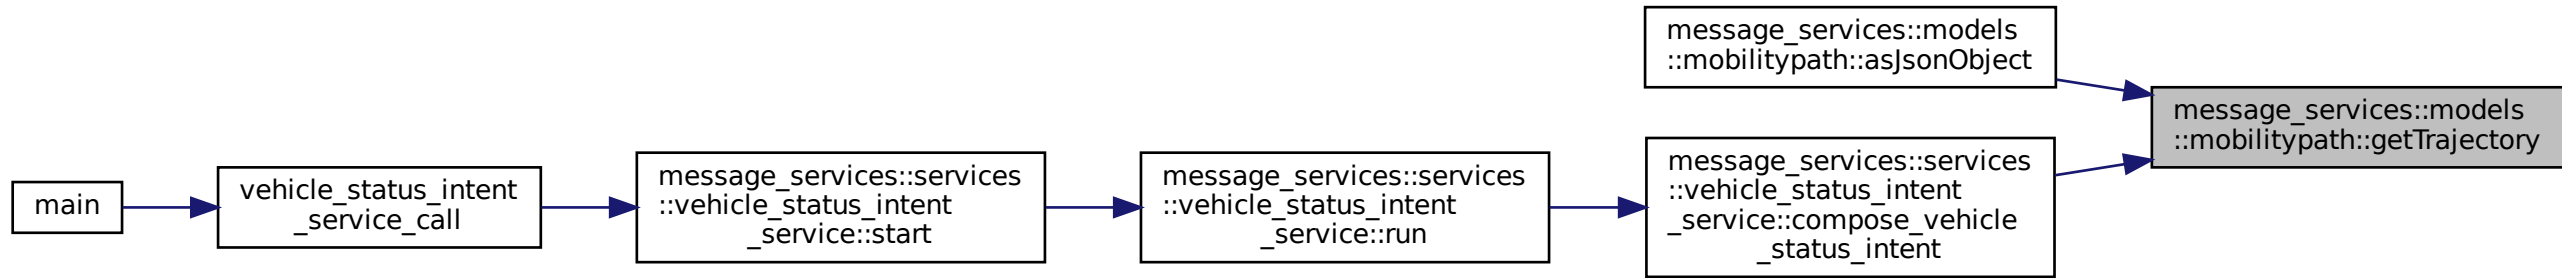 main
vehicle_status_intent
_service_call
message_services::services
::vehicle_status_intent
_service::start
message_services::services
::vehicle_status_intent
_service::run
message_services::models
::mobilitypath::asJsonObject
message_services::services
::vehicle_status_intent
_service::compose_vehicle
_status_intent
message_services::models
::mobilitypath::getTrajectory